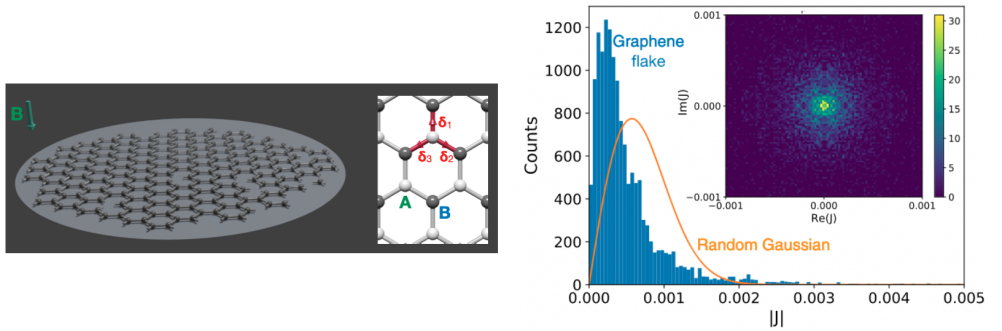 B
δ1
δ3
δ2
A
B
1200
1000
800
600
400
200
0
Counts
Graphene
flake
Random Gaussian
0.001
0.000
−0.001
Im(J)
−0.001
0.000
0.001
Re(J)
30
25
20
15
10
5
0
0.000
0.001
0.002
0.003
0.004
0.005
|J|